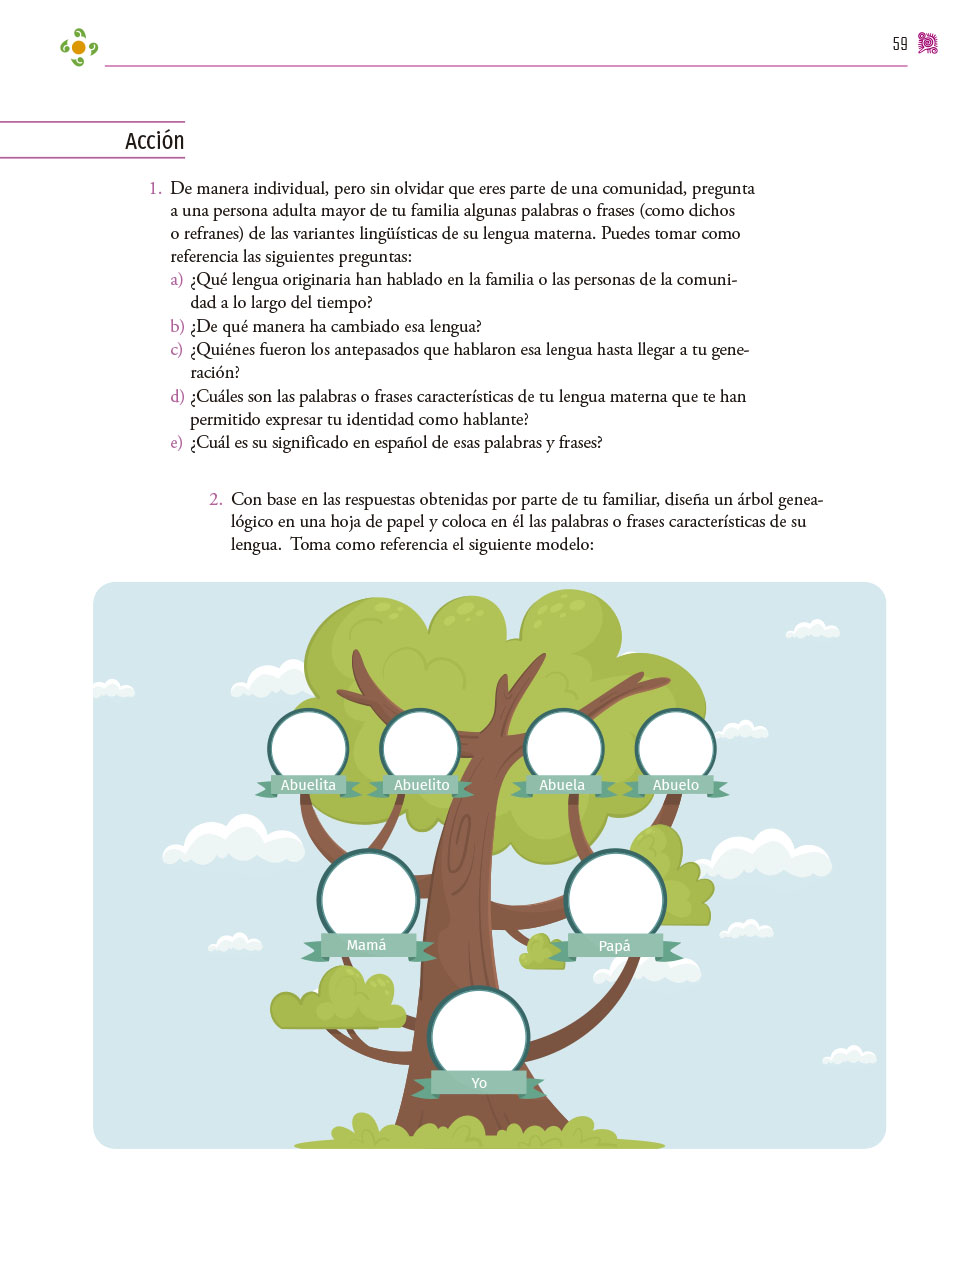 59
Acción
1. De manera individual, pero sin olvidar que eres parte de una comunidad, pregunta
a una persona adulta mayor de tu familia algunas palabras o frases (como dichos
o refranes) de las variantes lingüísticas de su lengua materna. Puedes tomar como
referencia las siguientes preguntas:
a) ¿Qué lengua originaria han hablado en la familia o las personas de la comuni-
dad a lo largo del tiempo?
b) ¿De qué manera ha cambiado esa lengua?
c) ¿Quiénes fueron los antepasados que hablaron esa lengua hasta llegar a tu gene-
ración?
d) ¿Cuáles son las palabras o frases características de tu lengua materna que te han
permitido expresar tu identidad como hablante?
e) ¿Cuál es su significado en español de esas palabras y frases?
2. Con base en las respuestas obtenidas por parte de tu familiar, diseña un árbol genea-
lógico en una hoja de papel y coloca en él las palabras o frases características de su
lengua. Toma como referencia el siguiente modelo:
Abuelita Abuelito Abuela Abuelo
Mamá Papá
Yo